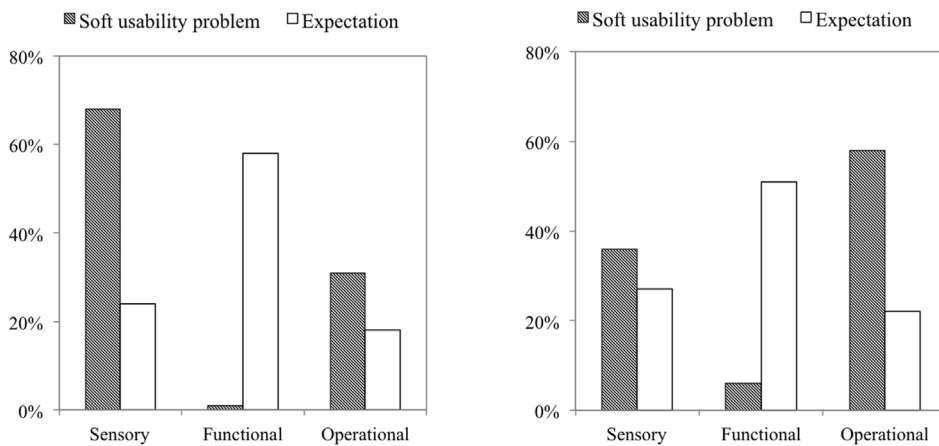 Soft usability problem Expectation
80%
60%
40%
20%
0%
Sensory Functional Operational
Soft usability problem Expectation
80%
60%
40%
20%
0%
Sensory Functional Operational